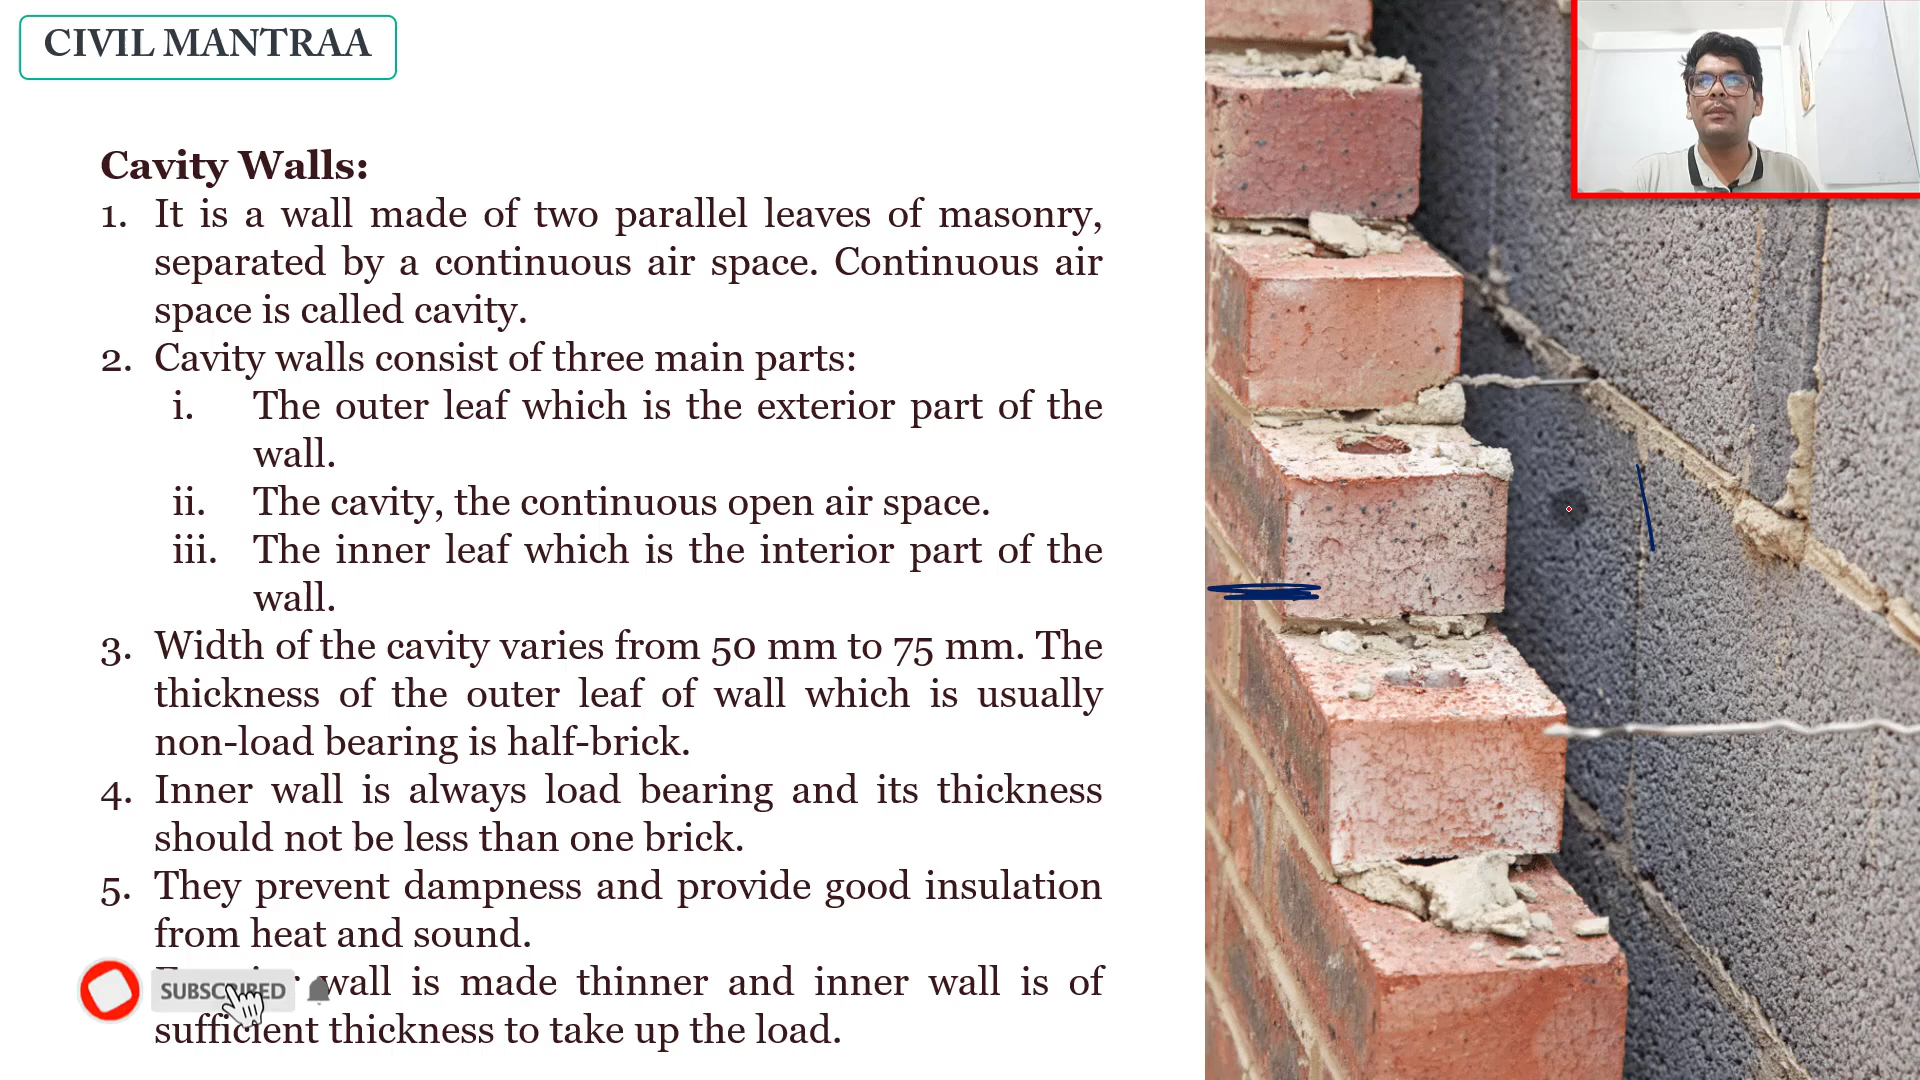 CIVIL MANTRAA
Cavity Walls:
1. It is a wall made of two parallel leaves of masonry,
separated by a continuous air space. Continuous air
space is called cavity.
2. Cavity walls consist of three main parts:
i. The outer leaf which is the exterior part of the
wall.
ii. The cavity, the continuous open air space.
iii. The inner leaf which is the interior part of the
wall.
3. Width of the cavity varies from 50 mm to 75 mm. The
thickness of the outer leaf of wall which is usually
non-load bearing is half-brick.
4. Inner wall is always load bearing and its thickness
should not be less than one brick.
5. They prevent dampness and provide good insulation
from heat and sound.
wall is made thinner and inner wall is of
SUBSCRIBED
sufficient thickness to take up the load.